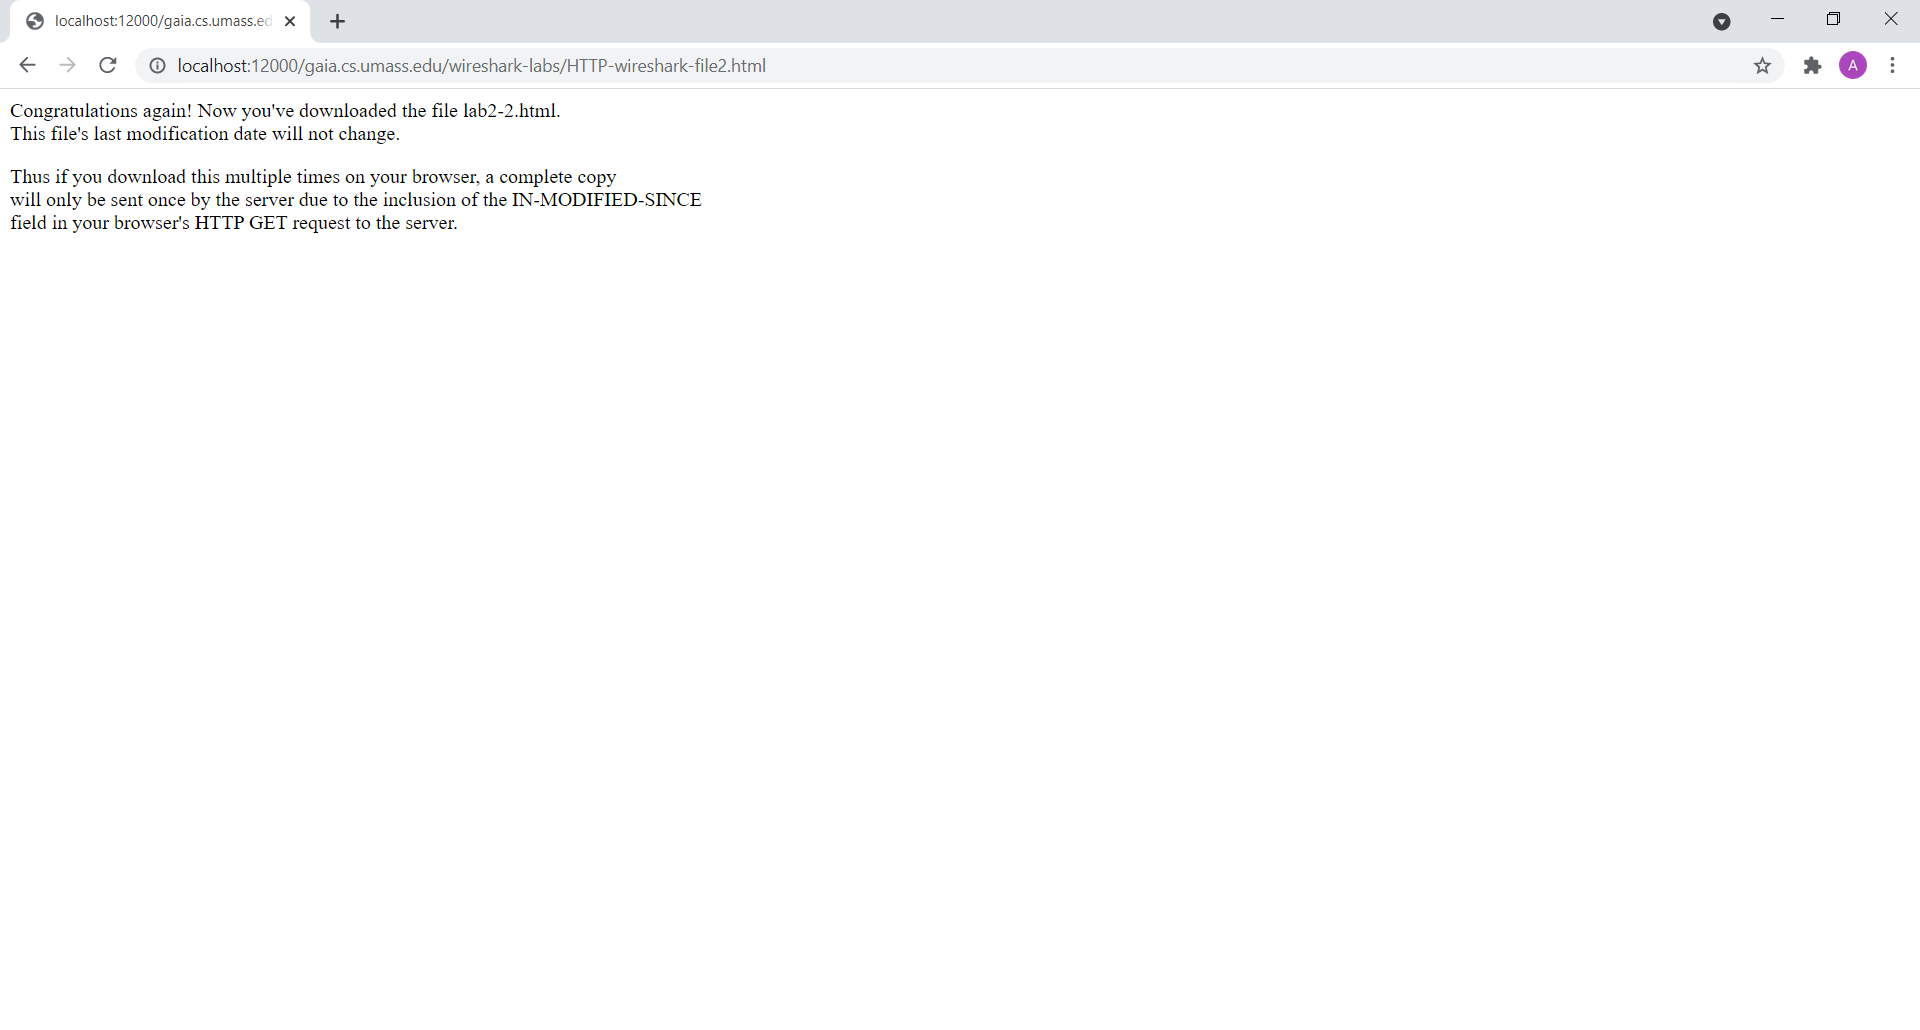 localhost:12000/gaia.cs.umass.ed
localhost:12000/gaia.cs.umass.edu/wireshark-labs/HTTP-wireshark-file2.html
A
Congratulations again! Now you've downloaded the file lab2-2.html.
This file's last modification date will not change.
Thus if you download this multiple times on your browser, a complete copy
will only be sent once by the server due to the inclusion of the IN-MODIFIED-SINCE
field in your browser's HTTP GET request to the server.